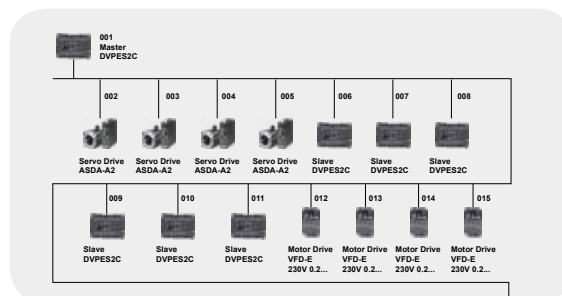 001
Master
DVPES2C
002
003
004
005
006
007
008
Servo Drive
ASDA-A2
Servo Drive
ASDA-A2
Servo Drive
ASDA-A2
Servo Drive
ASDA-A2
Slave
DVPES2C
Slave
DVPES2C
Slave
DVPES2C
009
010
011
012
013
014
015
Slave
DVPES2C
Slave
DVPES2C
Slave
DVPES2C
Motor Drive
VFD-E
230V 0.2...
Motor Drive
VFD-E
230V 0.2...
Motor Drive
VFD-E
230V 0.2...
Motor Drive
VFD-E
230V 0.2...